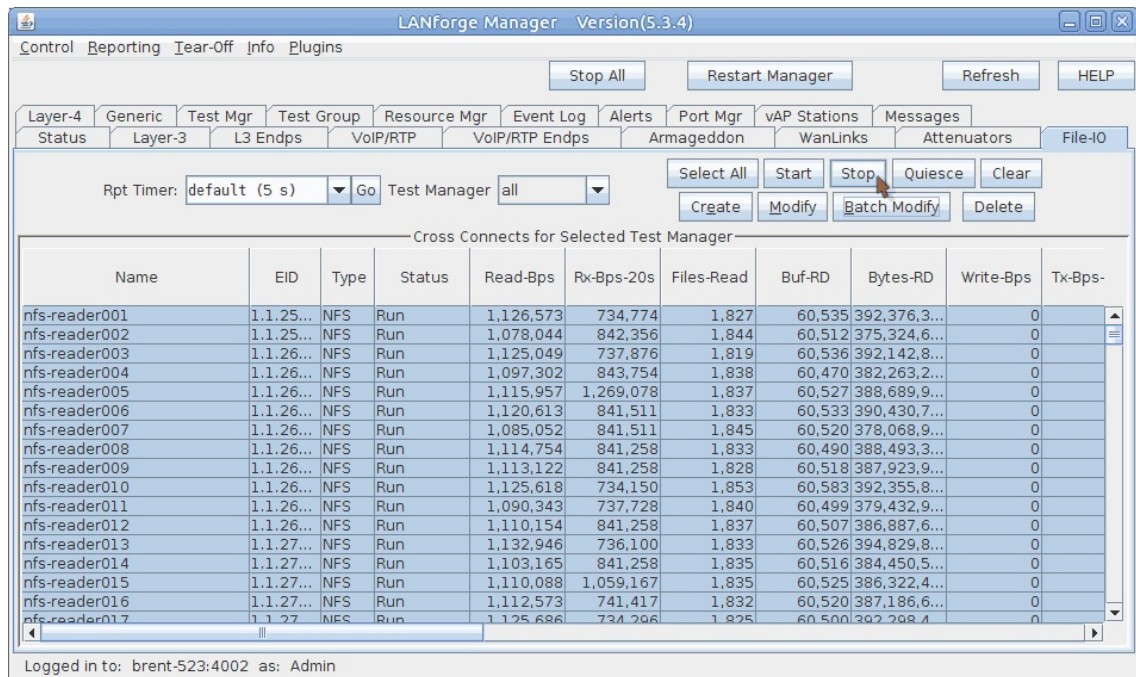 LANforge Manager Version(5.3.4)
Control Reporting Tear-Off Info Plugins
Stop All Restart Manager Refresh HELP
Layer-4 Generic Test Mgr Test Group Resource Mgr Event Log Alerts Port Mgr vAP Stations Messages
Status Layer-3 L3 Endps VoIP/RTP VoIP/RTP Endps Armageddon WanLinks Attenuators File-IO
Rpt Timer: default (5 s) Go Test Manager all
Select All Start Stop Quiesce Clear
Create Modify Batch Modify Delete
Cross Connects for Selected Test Manager
Name EID Type Status Read-Bps Rx-Bps-20s Files-Read Buf-RD Bytes-RD Write-Bps Tx-Bps-
nfs-reader001 1.1.25... NFS Run 1,126,573 734,774 1,827 60,535 392,376,3... 0
nfs-reader002 1.1.25... NFS Run 1,078,044 842,356 1,844 60,512 375,324,6... 0
nfs-reader003 1.1.26... NFS Run 1,125,049 737,876 1,819 60,536 392,142,8... 0
nfs-reader004 1.1.26... NFS Run 1,097,302 843,754 1,838 60,470 382,263,2... 0
nfs-reader005 1.1.26... NFS Run 1,115,957 1,269,078 1,837 60,527 388,689,9... 0
nfs-reader006 1.1.26... NFS Run 1,120,613 841,511 1,833 60,533 390,430,7... 0
nfs-reader007 1.1.26... NFS Run 1,085,052 841,511 1,845 60,520 378,068,9... 0
nfs-reader008 1.1.26... NFS Run 1,114,754 841,258 1,833 60,490 388,493,3... 0
nfs-reader009 1.1.26... NFS Run 1,113,122 841,258 1,828 60,518 387,923,9... 0
nfs-reader010 1.1.26... NFS Run 1,125,618 734,150 1,853 60,583 392,355,8... 0
nfs-reader011 1.1.26... NFS Run 1,090,343 737,728 1,840 60,499 379,432,9... 0
nfs-reader012 1.1.26... NFS Run 1,110,154 841,258 1,837 60,507 386,887,6... 0
nfs-reader013 1.1.27... NFS Run 1,132,946 736,100 1,833 60,526 394,829,8... 0
nfs-reader014 1.1.27... NFS Run 1,103,165 841,258 1,835 60,516 384,450,5... 0
nfs-reader015 1.1.27... NFS Run 1,110,088 1,059,167 1,835 60,525 386,322,4... 0
nfs-reader016 1.1.27... NFS Run 1,112,573 741,417 1,832 60,520 387,186,6... 0
nfs-reader017 1.1.27... NFS Run 1,125,686 734,296 1,825 60,500 392,298,4... 0
Logged in to: brent-523:4002 as: Admin